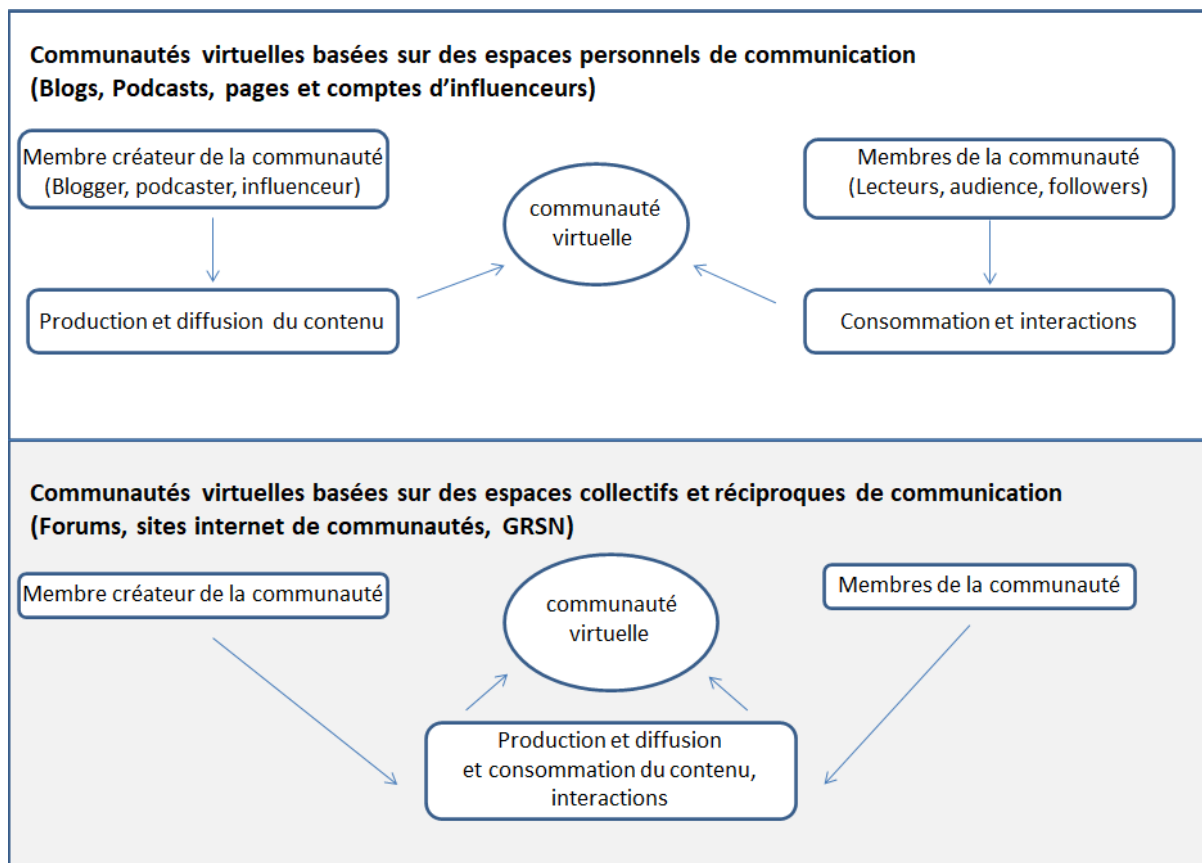 Communautés virtuelles basées sur des espaces personnels de communication
(Blogs, Podcasts, pages et comptes d'influenceurs)
Membre créateur de la communauté
(Blogger, podcaster, influenceur)
communauté
virtuelle
Membres de la communauté
(Lecteurs, audience, followers)
Production et diffusion du contenu
Consommation et interactions
Communautés virtuelles basées sur des espaces collectifs et réciproques de communication
(Forums, sites internet de communautés, GRSN)
Membre créateur de la communauté
communauté
virtuelle
Membres de la communauté
Production et diffusion
et consommation du contenu,
interactions